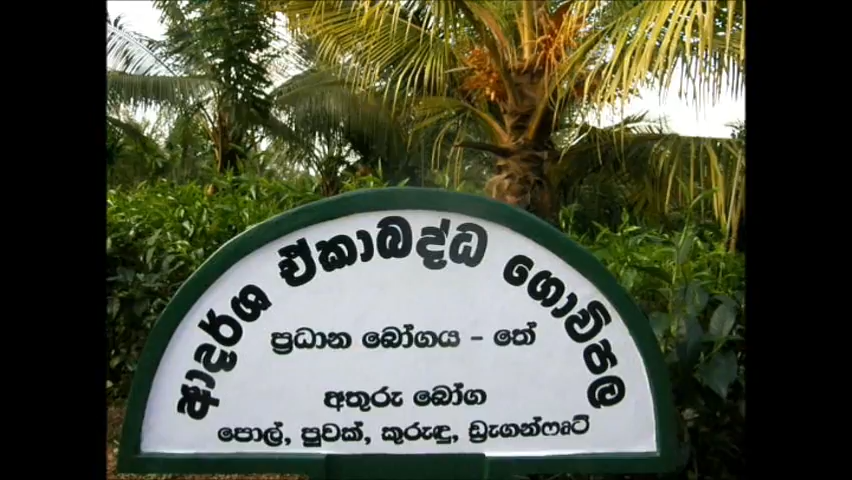 ආදර්ශ ඒකාබද්ධ ගොවිපල
ප්‍රධාන බෝගය - තේ
අතුරු බෝග
පොල්, පුවක්, කුරුඳු, ඩ්‍රැගන්ෆෘට්